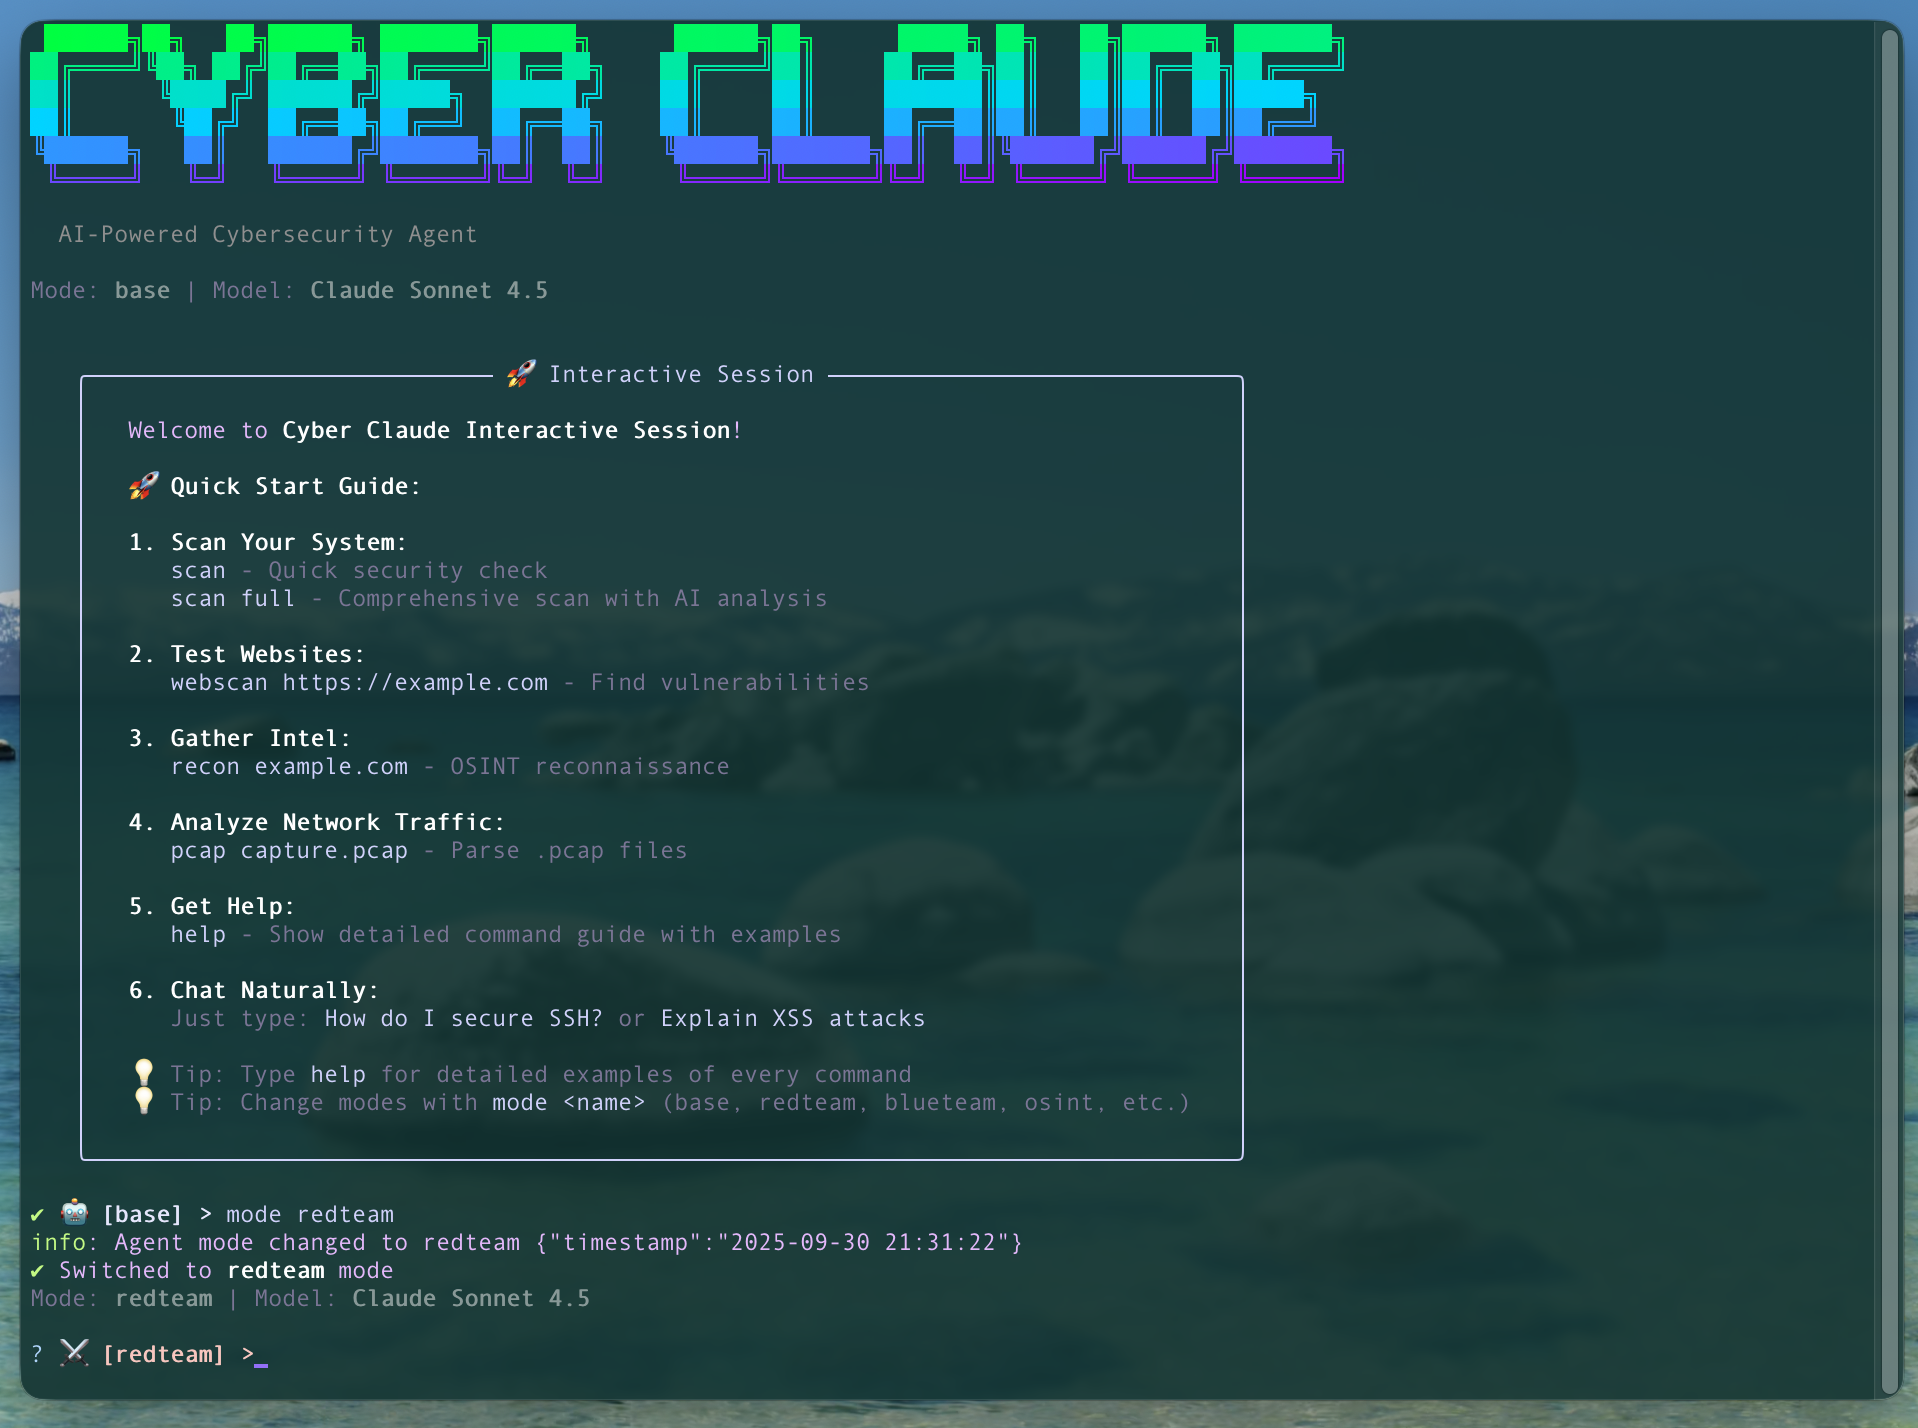 CYBER CLAUDE
AI-Powered Cybersecurity Agent
Mode: base | Model: Claude Sonnet 4.5
🚀 Interactive Session
Welcome to Cyber Claude Interactive Session!
🚀 Quick Start Guide:
1. Scan Your System:
scan - Quick security check
scan full - Comprehensive scan with AI analysis
2. Test Websites:
webscan https://example.com - Find vulnerabilities
3. Gather Intel:
recon example.com - OSINT reconnaissance
4. Analyze Network Traffic:
pcap capture.pcap - Parse .pcap files
5. Get Help:
help - Show detailed command guide with examples
6. Chat Naturally:
Just type: How do I secure SSH? or Explain XSS attacks
💡 Tip: Type help for detailed examples of every command
💡 Tip: Change modes with mode <name> (base, redteam, blueteam, osint, etc.)
✔ 🤖 [base] > mode redteam
info: Agent mode changed to redteam {"timestamp":"2025-09-30 21:31:22"}
✔ Switched to redteam mode
Mode: redteam | Model: Claude Sonnet 4.5
? ⚔️ [redteam] >_